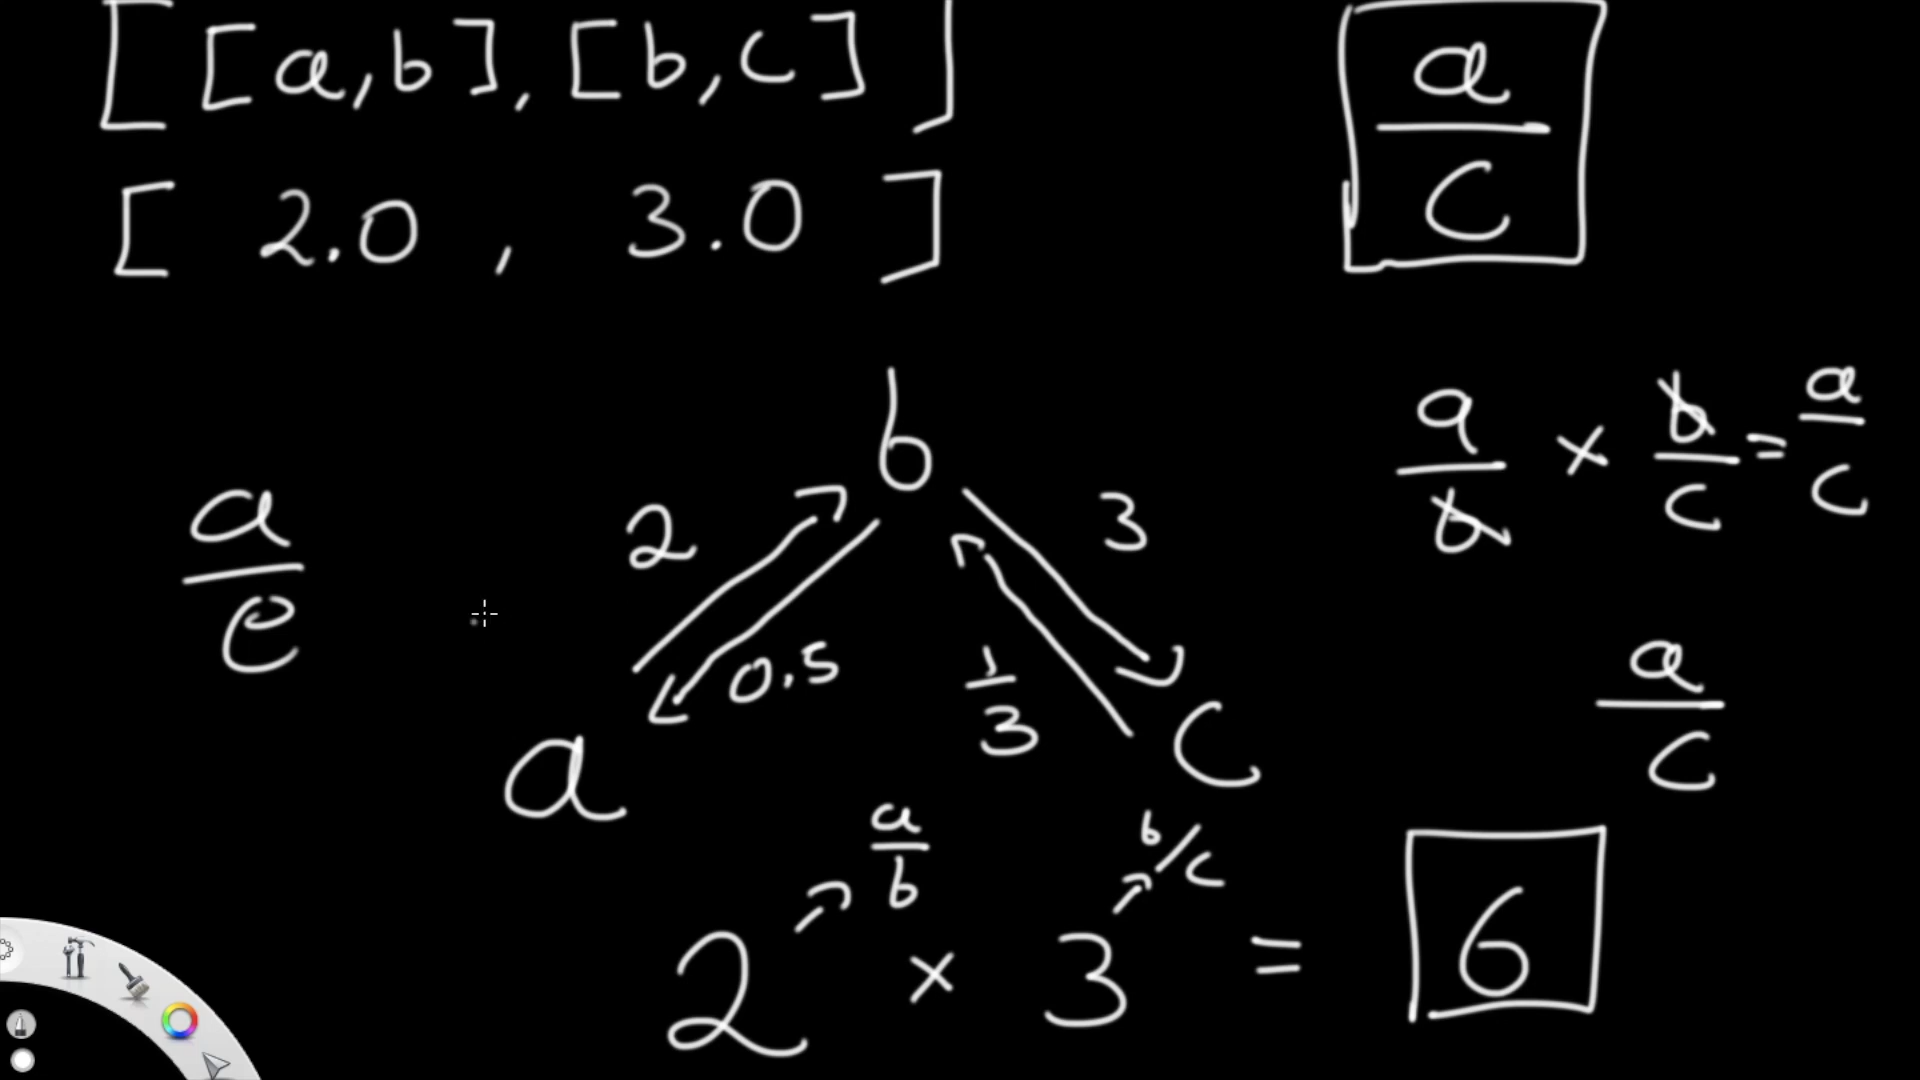 [[a,b],[b,c]]
[2.0, 3.0]
a/c
b
a/b × b/c = a/c
a/e
2
3
0.5
1/3
a
c
a/c
a/b
b/c
2 × 3 = 6